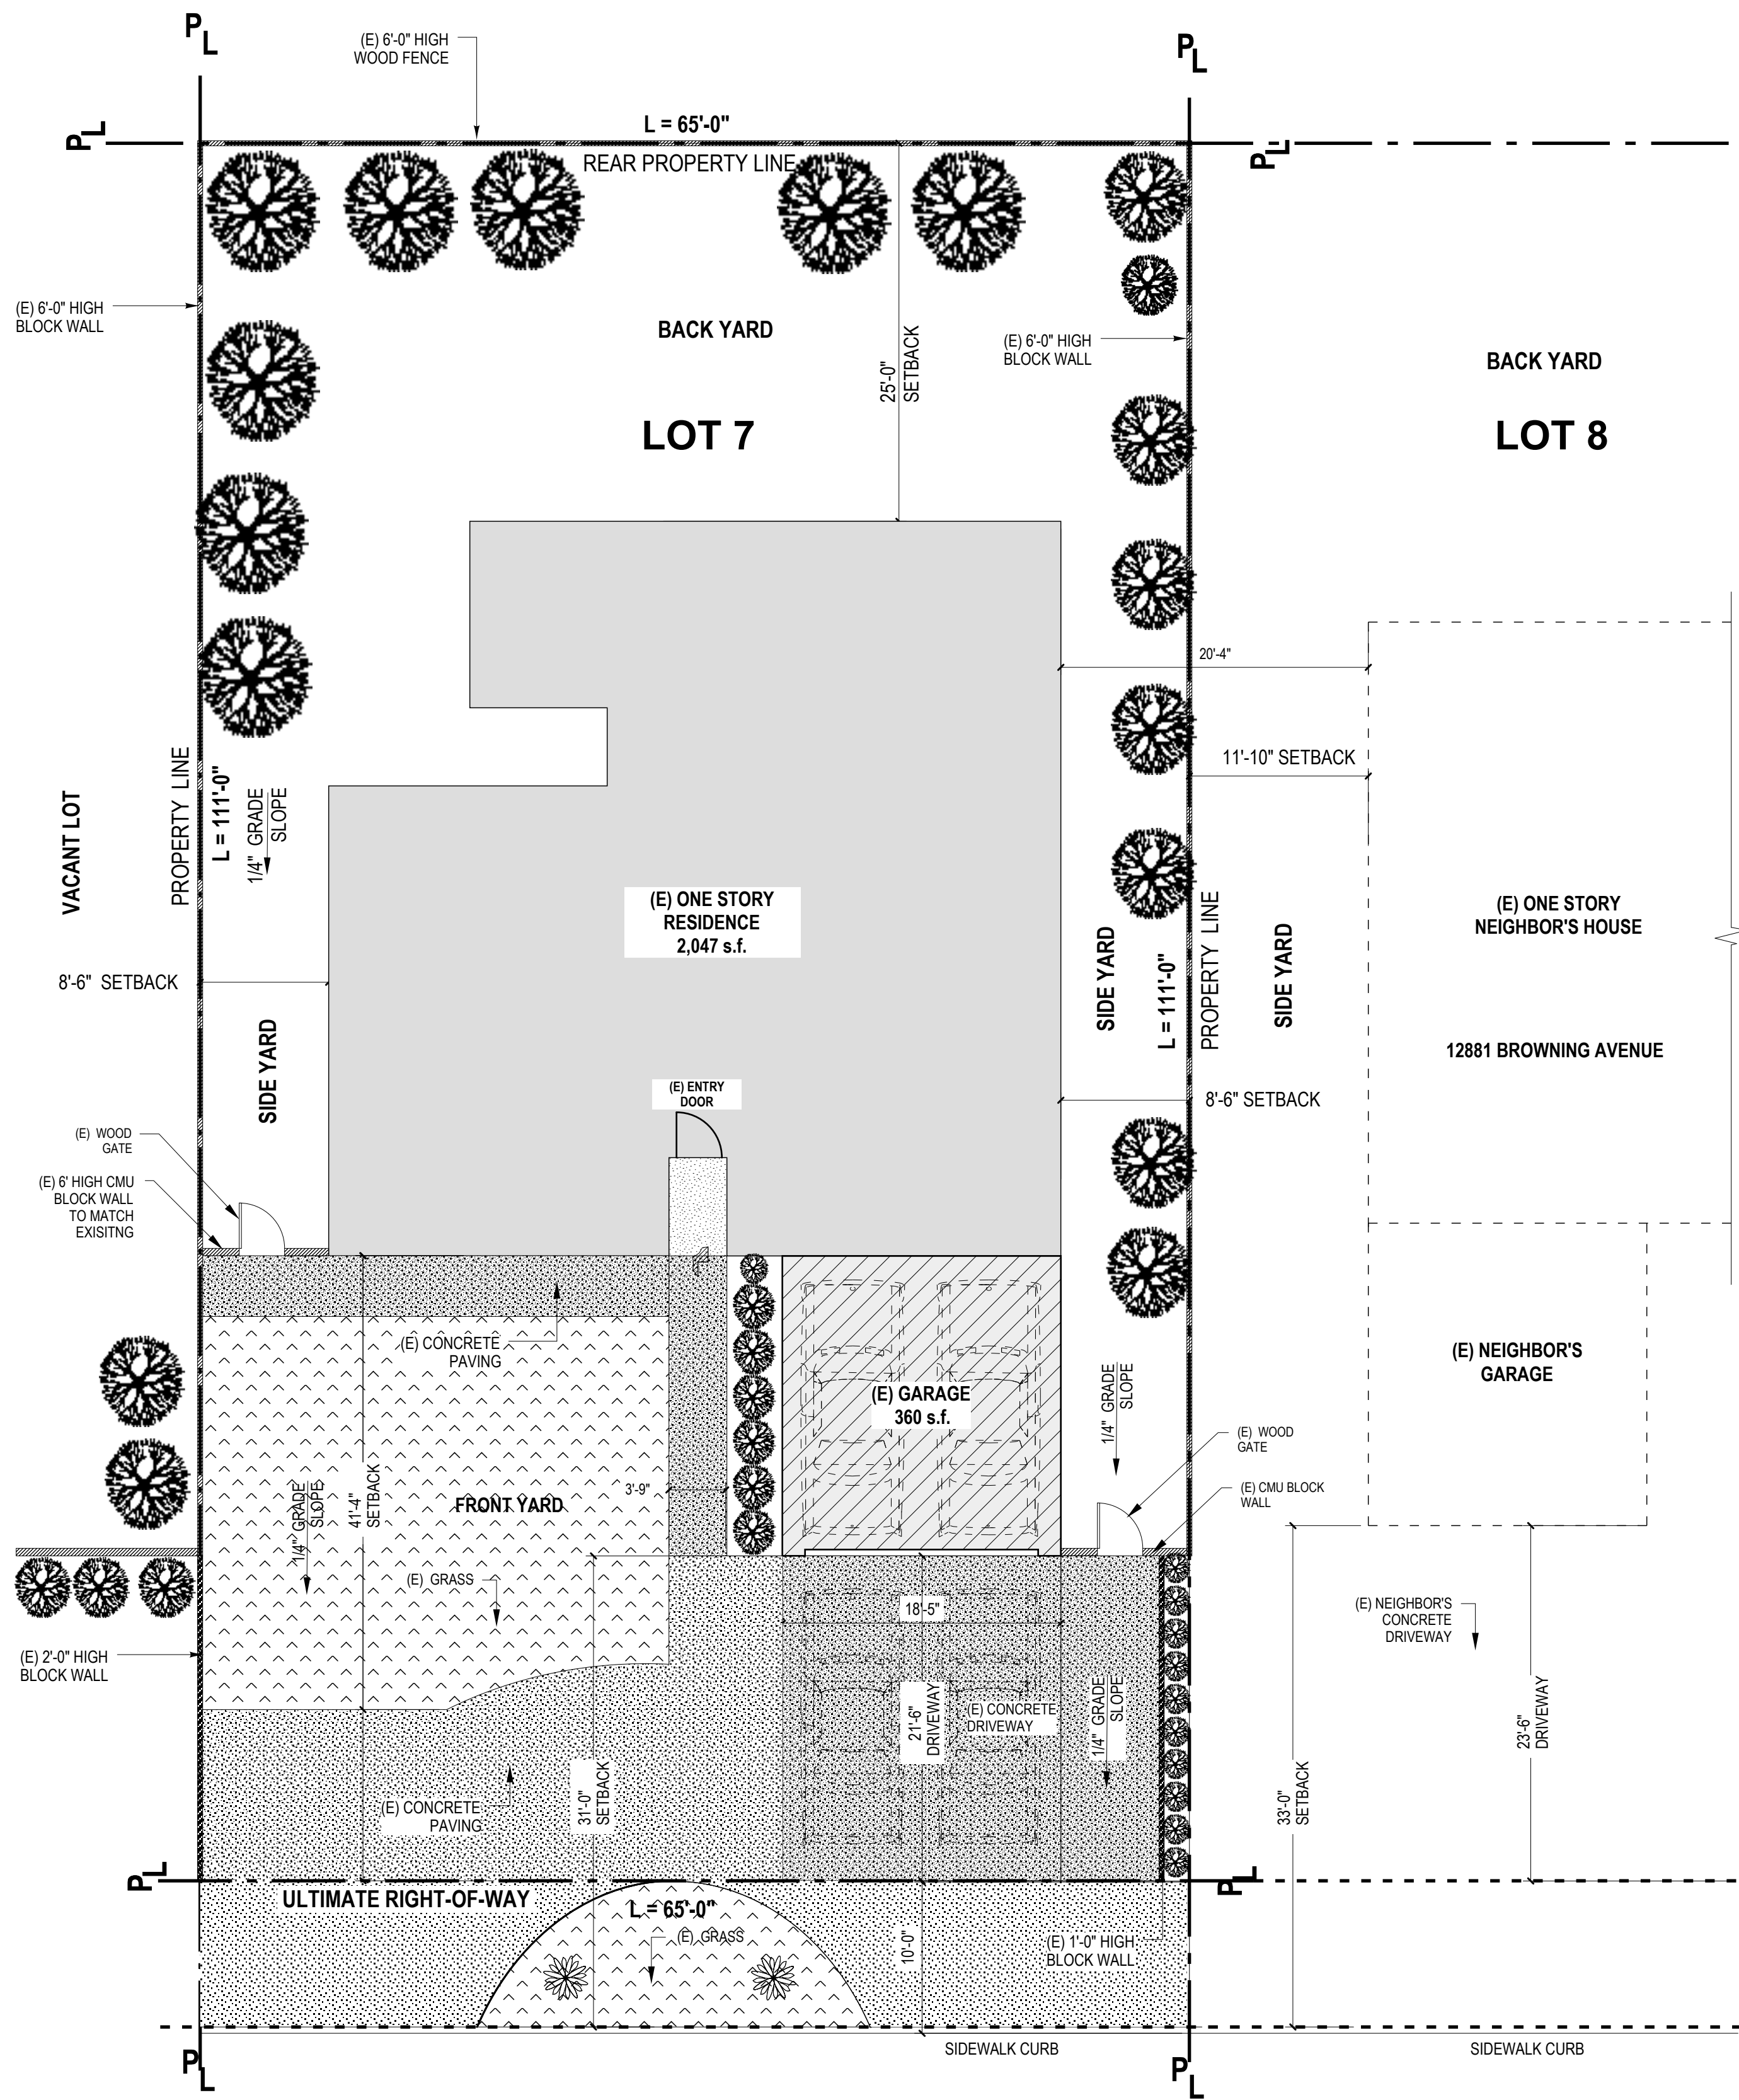 PL
PL
(E) 6'-0" HIGH
WOOD FENCE
L = 65'-0"
PL
PL
REAR PROPERTY LINE
(E) 6'-0" HIGH
BLOCK WALL
BACK YARD
25'-0"
SETBACK
(E) 6'-0" HIGH
BLOCK WALL
BACK YARD
LOT 7
LOT 8
20'-4"
11'-10" SETBACK
VACANT LOT
PROPERTY LINE
L = 111'-0"
1/4" GRADE
SLOPE
(E) ONE STORY
RESIDENCE
2,047 s.f.
(E) ONE STORY
NEIGHBOR'S HOUSE
8'-6" SETBACK
SIDE YARD
L = 111'-0"
PROPERTY LINE
SIDE YARD
12881 BROWNING AVENUE
SIDE YARD
(E) ENTRY
DOOR
8'-6" SETBACK
(E) WOOD
GATE
(E) 6' HIGH CMU
BLOCK WALL
TO MATCH
EXISITNG
(E) CONCRETE
PAVING
(E) NEIGHBOR'S
GARAGE
(E) GARAGE
360 s.f.
1/4" GRADE
SLOPE
(E) WOOD
GATE
(E) CMU BLOCK
WALL
3'-9"
FRONT YARD
41'-4"
SETBACK
1/4" GRADE
SLOPE
(E) GRASS
18'-5"
(E) NEIGHBOR'S
CONCRETE
DRIVEWAY
(E) 2'-0" HIGH
BLOCK WALL
21'-6"
DRIVEWAY
(E) CONCRETE
DRIVEWAY
1/4" GRADE
SLOPE
23'-6"
DRIVEWAY
(E) CONCRETE
PAVING
31'-0"
SETBACK
33'-0"
SETBACK
PL
PL
ULTIMATE RIGHT-OF-WAY
L = 65'-0"
(E) GRASS
10'-0"
(E) 1'-0" HIGH
BLOCK WALL
SIDEWALK CURB
SIDEWALK CURB
PL
PL